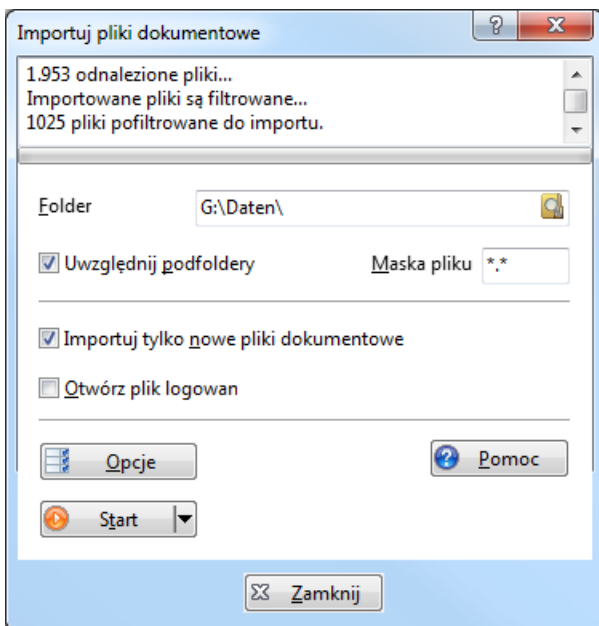 Importuj pliki dokumentowe
1.953 odnalezione pliki...
Importowane pliki są filtrowane...
1025 pliki pofiltrowane do importu.
Folder G:\Daten\
Uwzględnij podfoldery Maska pliku *.*
Importuj tylko nowe pliki dokumentowe
Otwórz plik logowan
Opcje Pomoc
Start
Zamknij